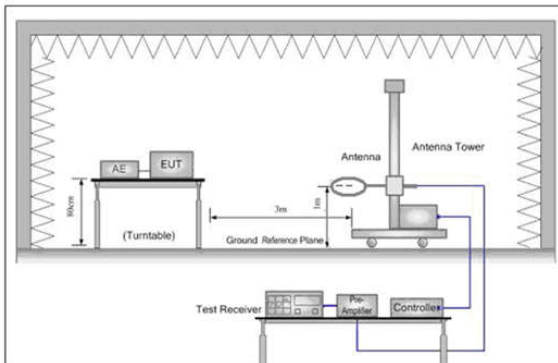 AE
EUT
80cm
(Turntable)
3m
Antenna
Antenna Tower
1m
Ground Reference Plane
Test Receiver
Pre-
Amplifier
Controller